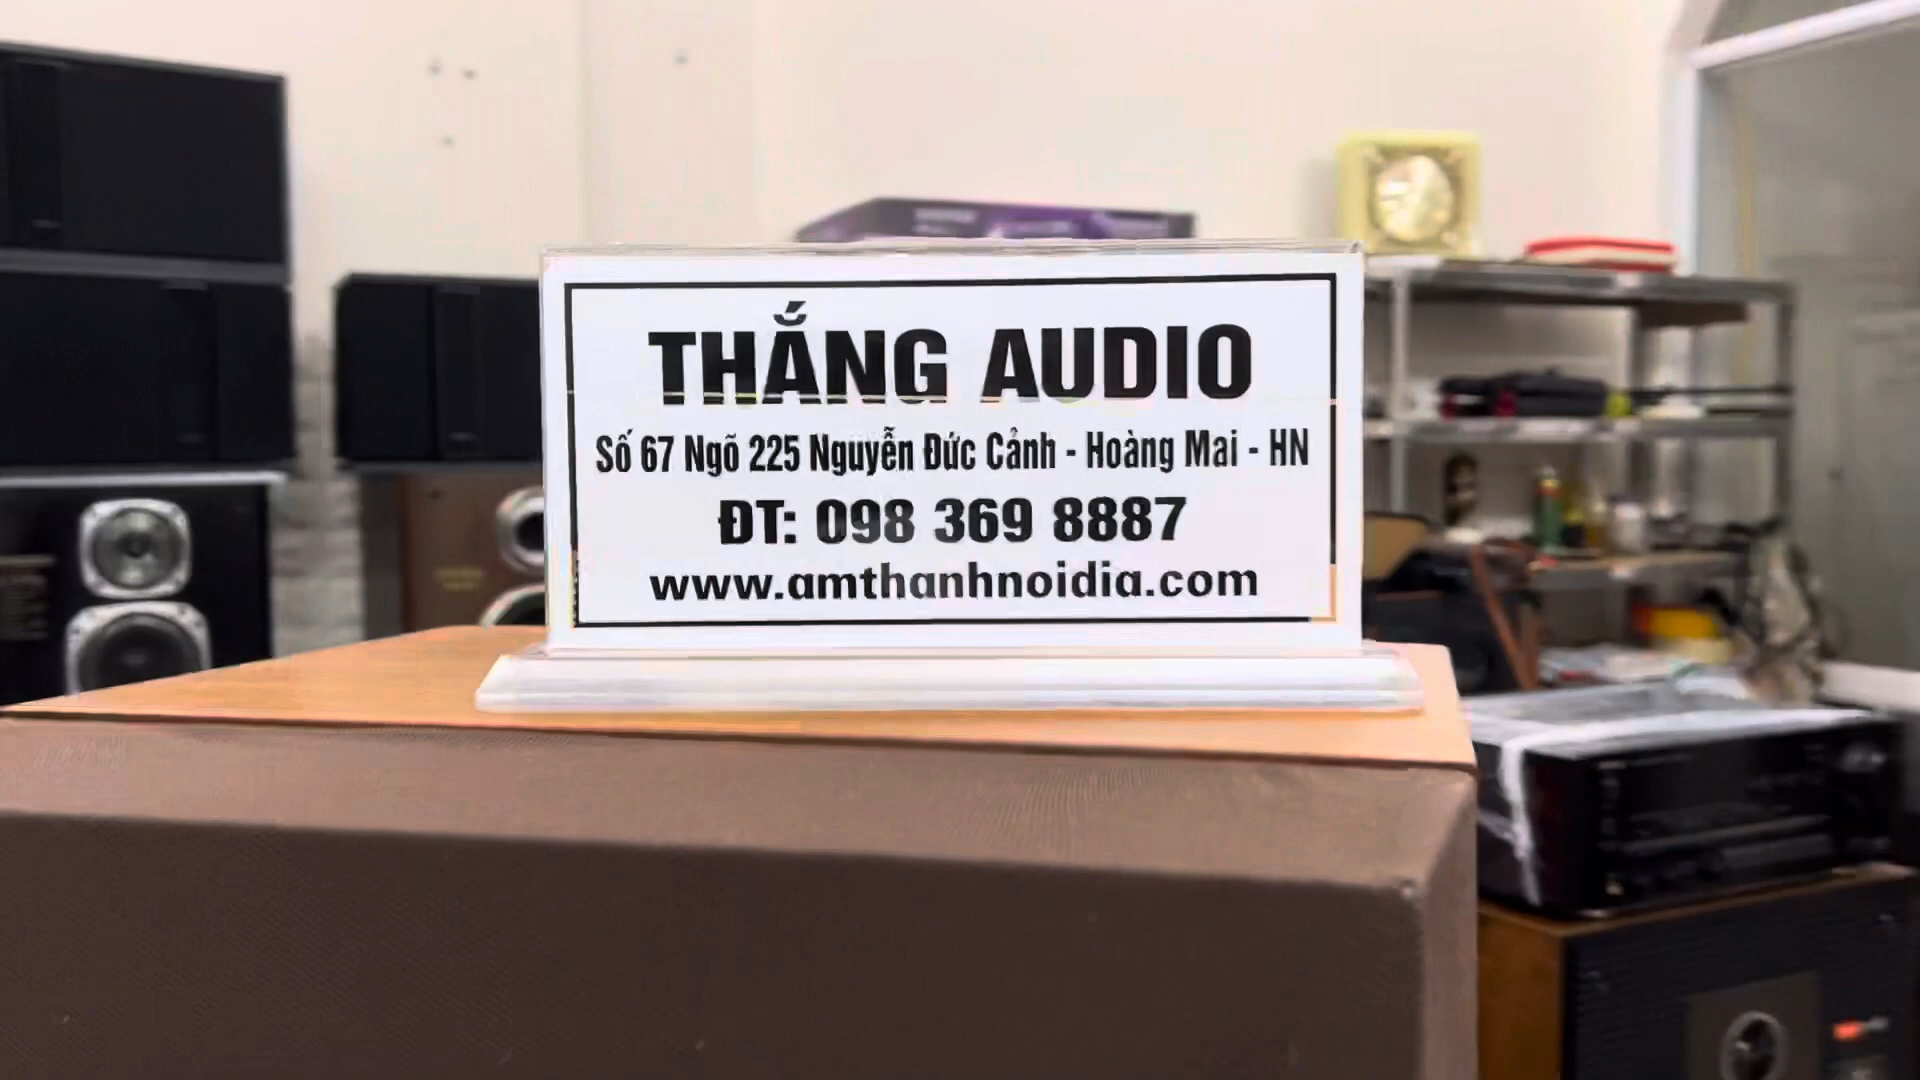 THẮNG AUDIO
Số 67 Ngõ 225 Nguyễn Đức Cảnh - Hoàng Mai - HN
ĐT: 098 369 8887
www.amthanhnoidia.com